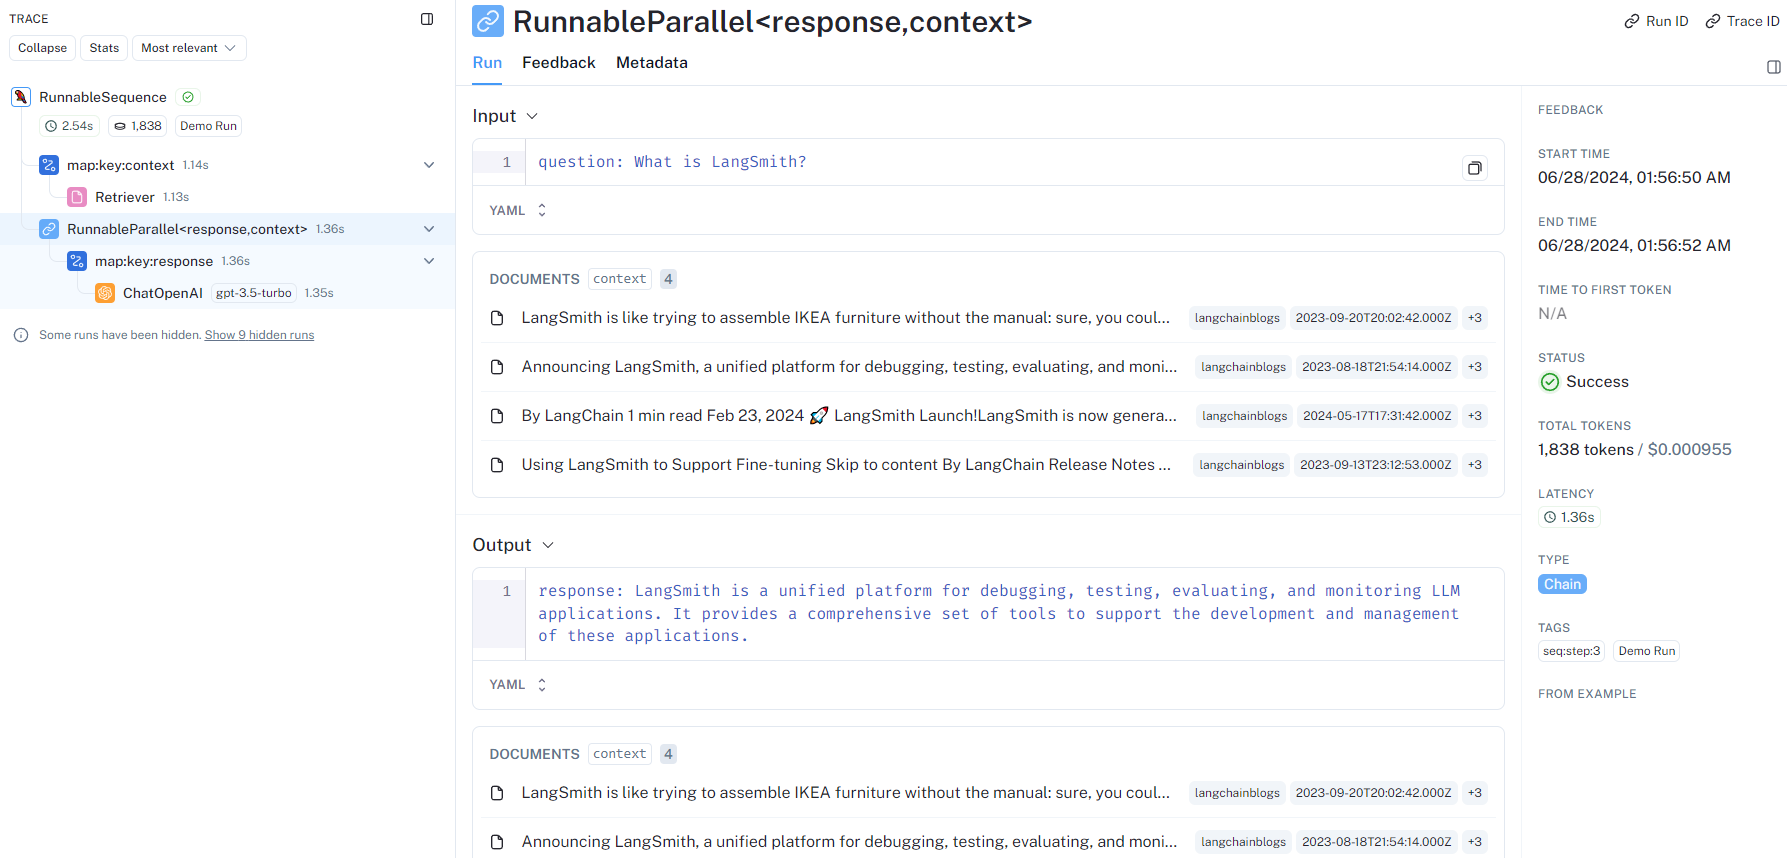 TRACE
Collapse Stats Most relevant
RunnableSequence
2.54s 1,838 Demo Run
map:key:context 1.14s
Retriever 1.13s
RunnableParallel<response,context> 1.36s
map:key:response 1.36s
ChatOpenAI gpt-3.5-turbo 1.35s
Some runs have been hidden. Show 9 hidden runs
RunnableParallel<response,context>
Run ID Trace ID
Run Feedback Metadata
Input
1 question: What is LangSmith?
YAML
DOCUMENTS context 4
LangSmith is like trying to assemble IKEA furniture without the manual: sure, you coul... langchainblogs 2023-09-20T20:02:42.000Z +3
Announcing LangSmith, a unified platform for debugging, testing, evaluating, and moni... langchainblogs 2023-08-18T21:54:14.000Z +3
By LangChain 1 min read Feb 23, 2024 🚀 LangSmith Launch!LangSmith is now genera... langchainblogs 2024-05-17T17:31:42.000Z +3
Using LangSmith to Support Fine-tuning Skip to content By LangChain Release Notes ... langchainblogs 2023-09-13T23:12:53.000Z +3
Output
1 response: LangSmith is a unified platform for debugging, testing, evaluating, and monitoring LLM
applications. It provides a comprehensive set of tools to support the development and management
of these applications.
YAML
DOCUMENTS context 4
LangSmith is like trying to assemble IKEA furniture without the manual: sure, you coul... langchainblogs 2023-09-20T20:02:42.000Z +3
Announcing LangSmith, a unified platform for debugging, testing, evaluating, and moni... langchainblogs 2023-08-18T21:54:14.000Z +3
FEEDBACK
START TIME
06/28/2024, 01:56:50 AM
END TIME
06/28/2024, 01:56:52 AM
TIME TO FIRST TOKEN
N/A
STATUS
Success
TOTAL TOKENS
1,838 tokens / $0.000955
LATENCY
1.36s
TYPE
Chain
TAGS
seq:step:3 Demo Run
FROM EXAMPLE